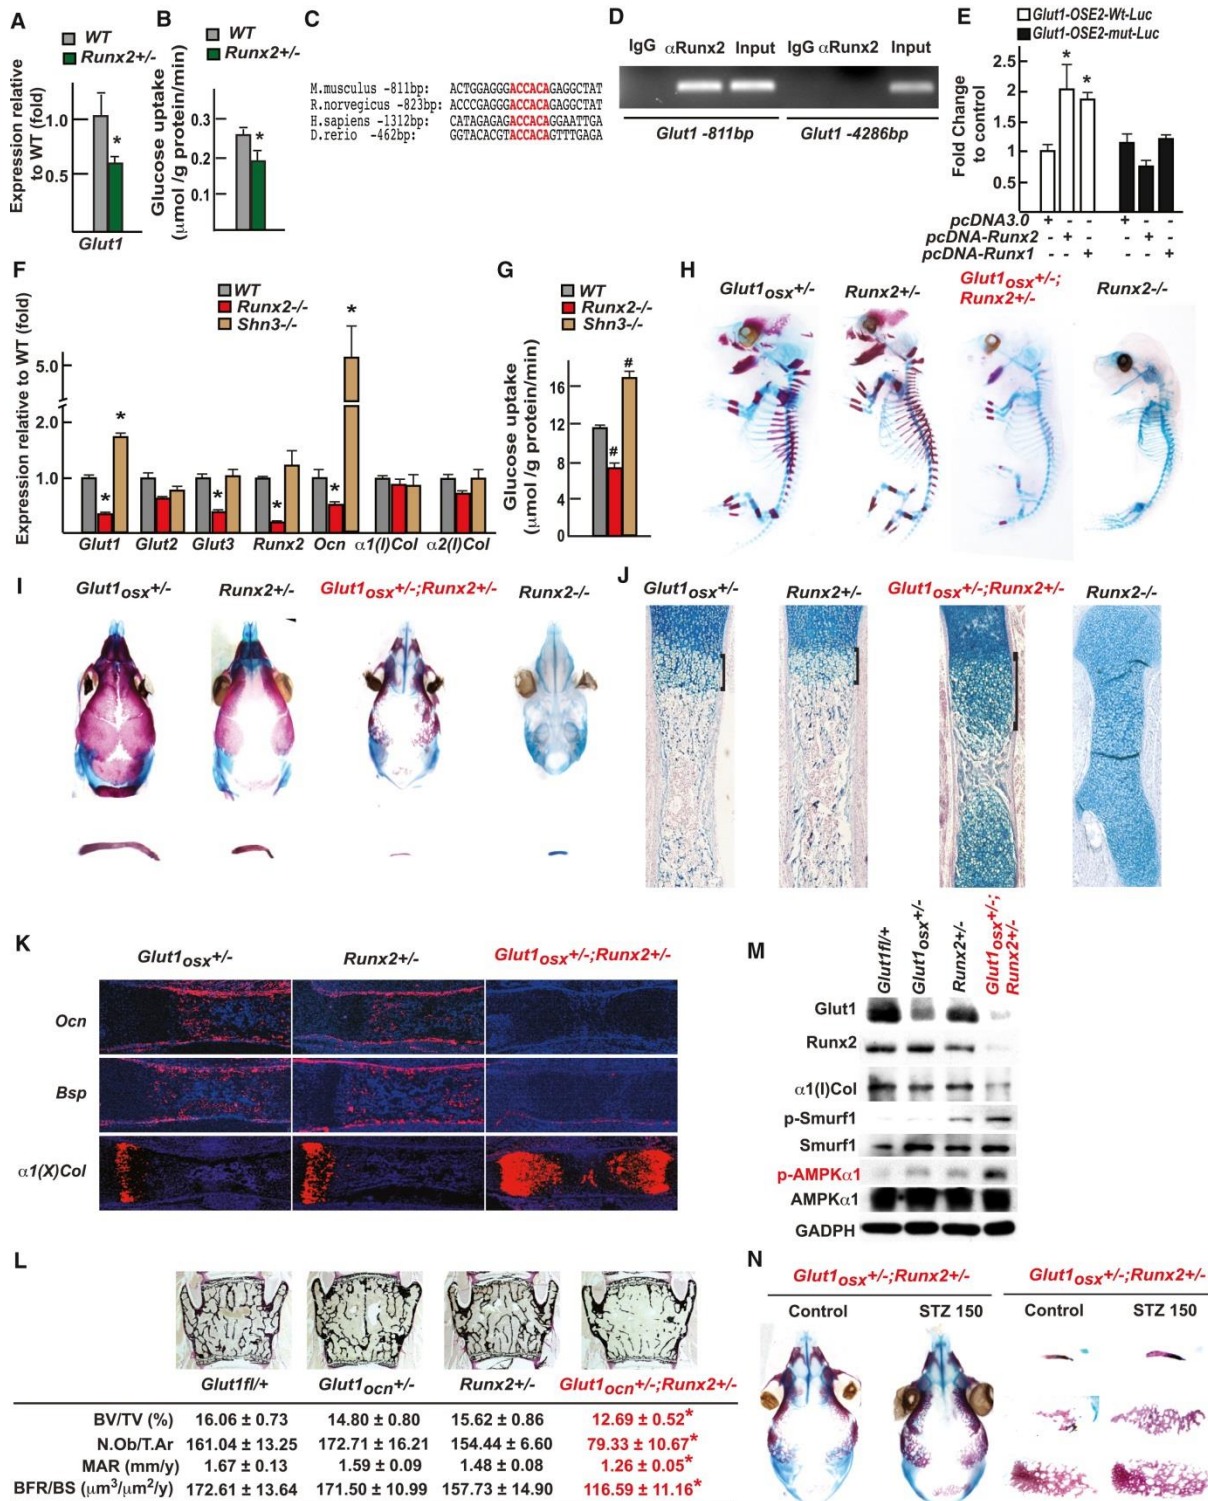 A
WT
Runx2+/-
Expression relative
to WT (fold)
1.0
0.5
*
Glut1
B
WT
Runx2+/-
Glucose uptake
(μmol /g protein/min)
0.3
0.2
0.1
*
C
M.musculus -811bp: ACTGGAGGGACCACAGAGGCTAT
R.norvegicus -823bp: ACCCGAGGGACCACAGAGGCTAT
H.sapiens -1312bp: CATAGAGAGACCACAGGAATTGA
D.rerio -462bp: GGTACACGTACCACAGTTTGAGA
D
IgG αRunx2 Input IgG αRunx2 Input
Glut1 -811bp Glut1 -4286bp
E
Glut1-OSE2-Wt-Luc
Glut1-OSE2-mut-Luc
Fold Change
to control
2.5
2.0
1.5
1.0
0.5
* *
pcDNA3.0 + - - + - -
pcDNA-Runx2 - + - - + -
pcDNA-Runx1 - - + - - +
F
WT
Runx2-/-
Shn3-/-
Expression relative to WT (fold)
5.0
2.0
1.0
* * * * * *
Glut1 Glut2 Glut3 Runx2 Ocn α1(I)Col α2(I)Col
G
WT
Runx2-/-
Shn3-/-
Glucose uptake
(μmol /g protein/min)
16
12
8
4
0
# #
H
Glut1osx+/- Runx2+/- Glut1osx+/-;
Runx2+/- Runx2-/-
I
Glut1osx+/- Runx2+/- Glut1osx+/-;Runx2+/- Runx2-/-
J
Glut1osx+/- Runx2+/- Glut1osx+/-;Runx2+/- Runx2-/-
K
Glut1osx+/- Runx2+/- Glut1osx+/-;Runx2+/-
Ocn
Bsp
α1(X)Col
M
Glut1fl/+ Glut1osx+/- Runx2+/- Glut1osx+/-;
Runx2+/-
Glut1
Runx2
α1(I)Col
p-Smurf1
Smurf1
p-AMPKα1
AMPKα1
GADPH
L
Glut1fl/+ Glut1ocn+/- Runx2+/- Glut1ocn+/-;Runx2+/-
BV/TV (%) 16.06 ± 0.73 14.80 ± 0.80 15.62 ± 0.86 12.69 ± 0.52*
N.Ob/T.Ar 161.04 ± 13.25 172.71 ± 16.21 154.44 ± 6.60 79.33 ± 10.67*
MAR (mm/y) 1.67 ± 0.13 1.59 ± 0.09 1.48 ± 0.08 1.26 ± 0.05*
BFR/BS (μm³/μm²/y) 172.61 ± 13.64 171.50 ± 10.99 157.73 ± 14.90 116.59 ± 11.16*
N
Glut1osx+/-;Runx2+/- Glut1osx+/-;Runx2+/-
Control STZ 150 Control STZ 150